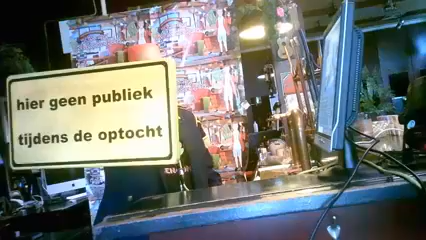 hier geen publiek
tijdens de optocht